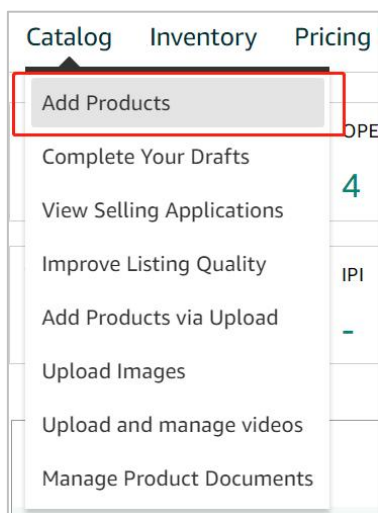 Catalog Inventory Pricing
Add Products
OPE
Complete Your Drafts
4
View Selling Applications
Improve Listing Quality
IPI
Add Products via Upload
-
Upload Images
Upload and manage videos
Manage Product Documents